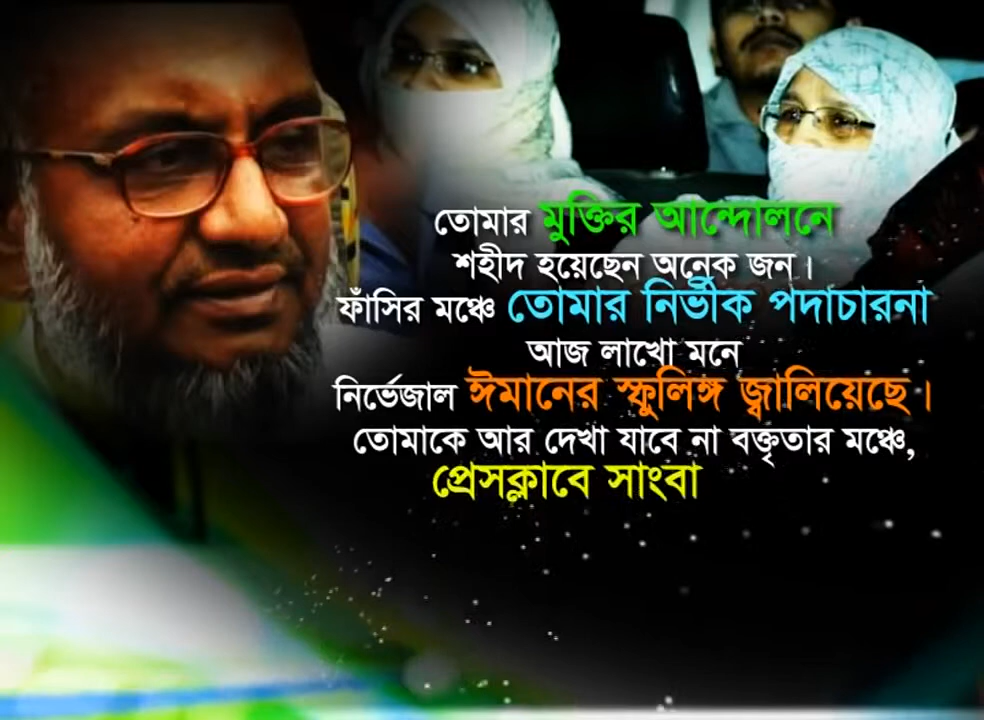 তোমার মুক্তির আন্দোলনে
শহীদ হয়েছেন অনেক জন।
ফাঁসির মঞ্চে তোমার নির্ভীক পদাচারনা
আজ লাখো মনে
নির্ভেজাল ঈমানের স্ফুলিঙ্গ জ্বালিয়েছে।
তোমাকে আর দেখা যাবে না বক্তৃতার মঞ্চে,
প্রেসক্লাবে সাংবা